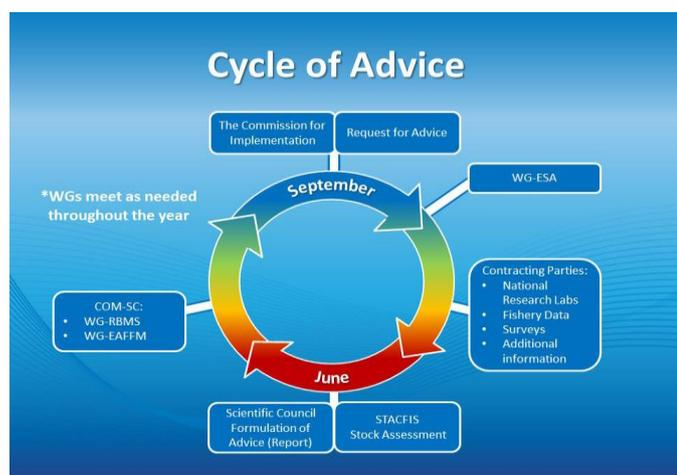 Cycle of Advice
The Commission for
Implementation
Request for Advice
September
*WGs meet as needed
throughout the year
WG-ESA
Contracting Parties:
• National
Research Labs
• Fishery Data
• Surveys
• Additional
information
COM-SC:
• WG-RBMS
• WG-EAFFM
June
Scientific Council
Formulation of
Advice (Report)
STACFIS
Stock Assessment